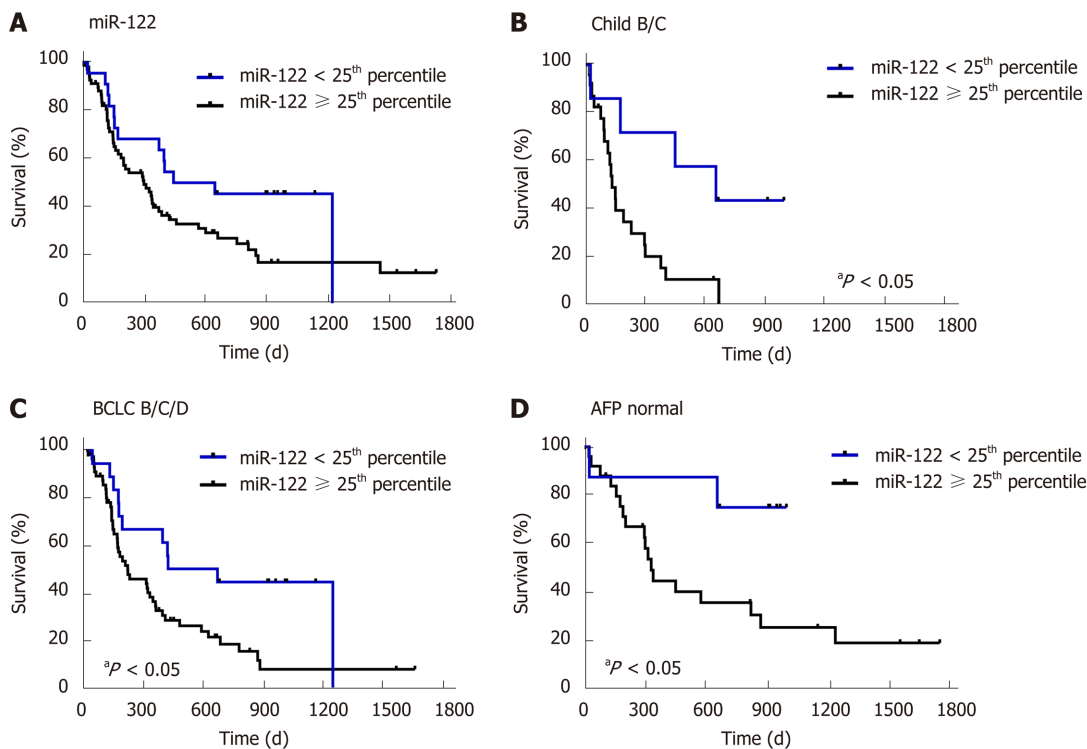 A miR-122
miR-122 < 25th percentile
miR-122 ⩾ 25th percentile
Survival (%)
100
80
60
40
20
0
0 300 600 900 1200 1500 1800
Time (d)
B Child B/C
miR-122 < 25th percentile
miR-122 ⩾ 25th percentile
Survival (%)
100
80
60
40
20
0
aP < 0.05
0 300 600 900 1200 1500 1800
Time (d)
C BCLC B/C/D
miR-122 < 25th percentile
miR-122 ⩾ 25th percentile
Survival (%)
100
80
60
40
20
0
aP < 0.05
0 300 600 900 1200 1500 1800
Time (d)
D AFP normal
miR-122 < 25th percentile
miR-122 ⩾ 25th percentile
Survival (%)
100
80
60
40
20
0
aP < 0.05
0 300 600 900 1200 1500 1800
Time (d)